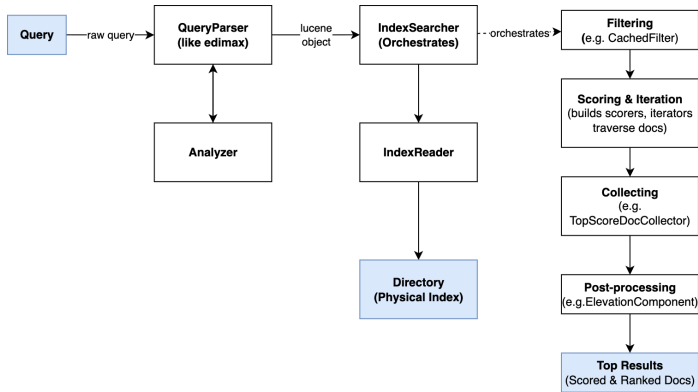 Query
raw query
QueryParser
(like edimax)
lucene
object
IndexSearcher
(Orchestrates)
orchestrates
Filtering
(e.g. CachedFilter)
Analyzer
IndexReader
Scoring & Iteration
(builds scorers, iterators
traverse docs)
Collecting
(e.g.
TopScoreDocCollector)
Directory
(Physical Index)
Post-processing
(e.g.ElevationComponent)
Top Results
(Scored & Ranked Docs)